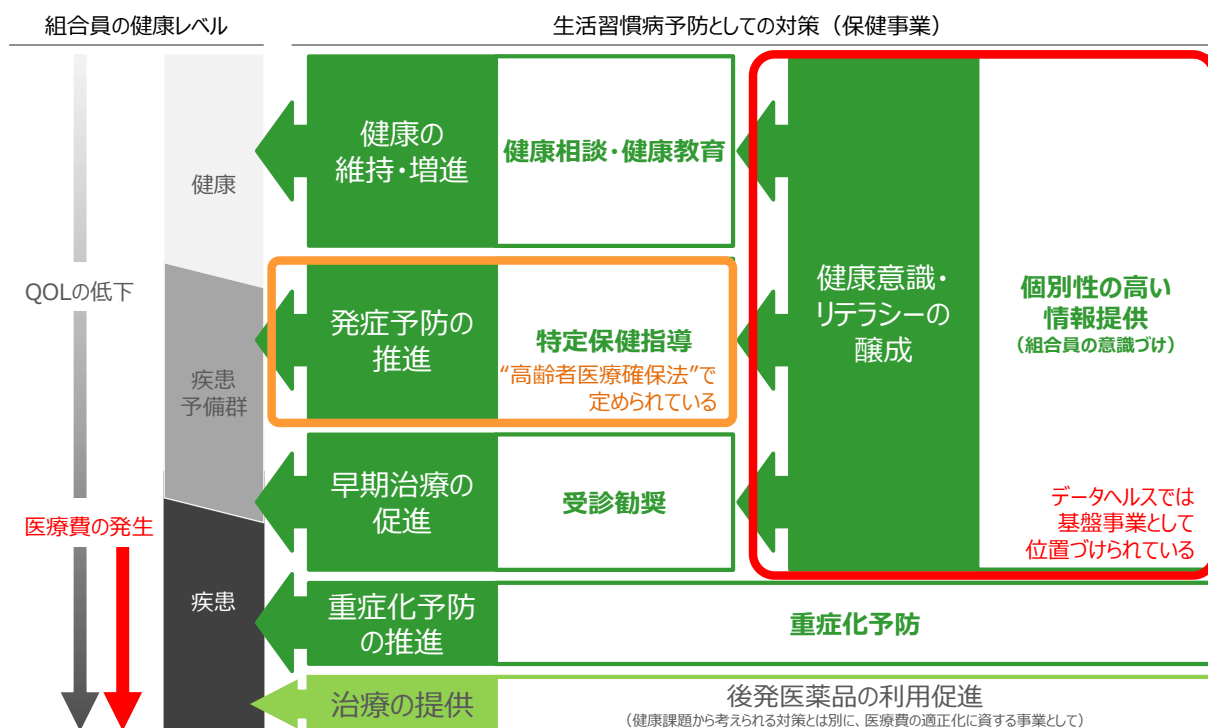 組合員の健康レベル
生活習慣病予防としての対策（保健事業）
QOLの低下
医療費の発生
健康
疾患
予備群
疾患
健康の
維持・増進
健康相談・健康教育
発症予防の
推進
特定保健指導
“高齢者医療確保法”で
定められている
早期治療の
促進
受診勧奨
健康意識・
リテラシーの
醸成
個別性の高い
情報提供
（組合員の意識づけ）
データヘルスでは
基盤事業として
位置づけられている
重症化予防
の推進
重症化予防
治療の提供
後発医薬品の利用促進
（健康課題から考えられる対策とは別に、医療費の適正化に資する事業として）